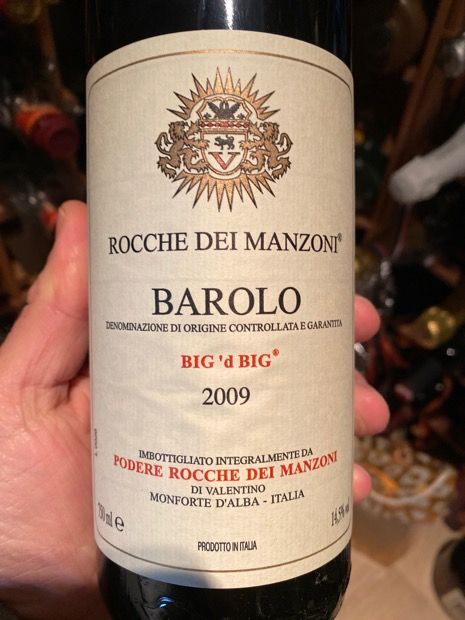 V
ROCCHE DEI MANZONI®
BAROLO
DENOMINAZIONE DI ORIGINE CONTROLLATA E GARANTITA
BIG 'd BIG®
2009
IMBOTTIGLIATO INTEGRALMENTE DA
PODERE ROCCHE DEI MANZONI
DI VALENTINO
MONFORTE D'ALBA - ITALIA
750 ml e 14,5% vol
PRODOTTO IN ITALIA